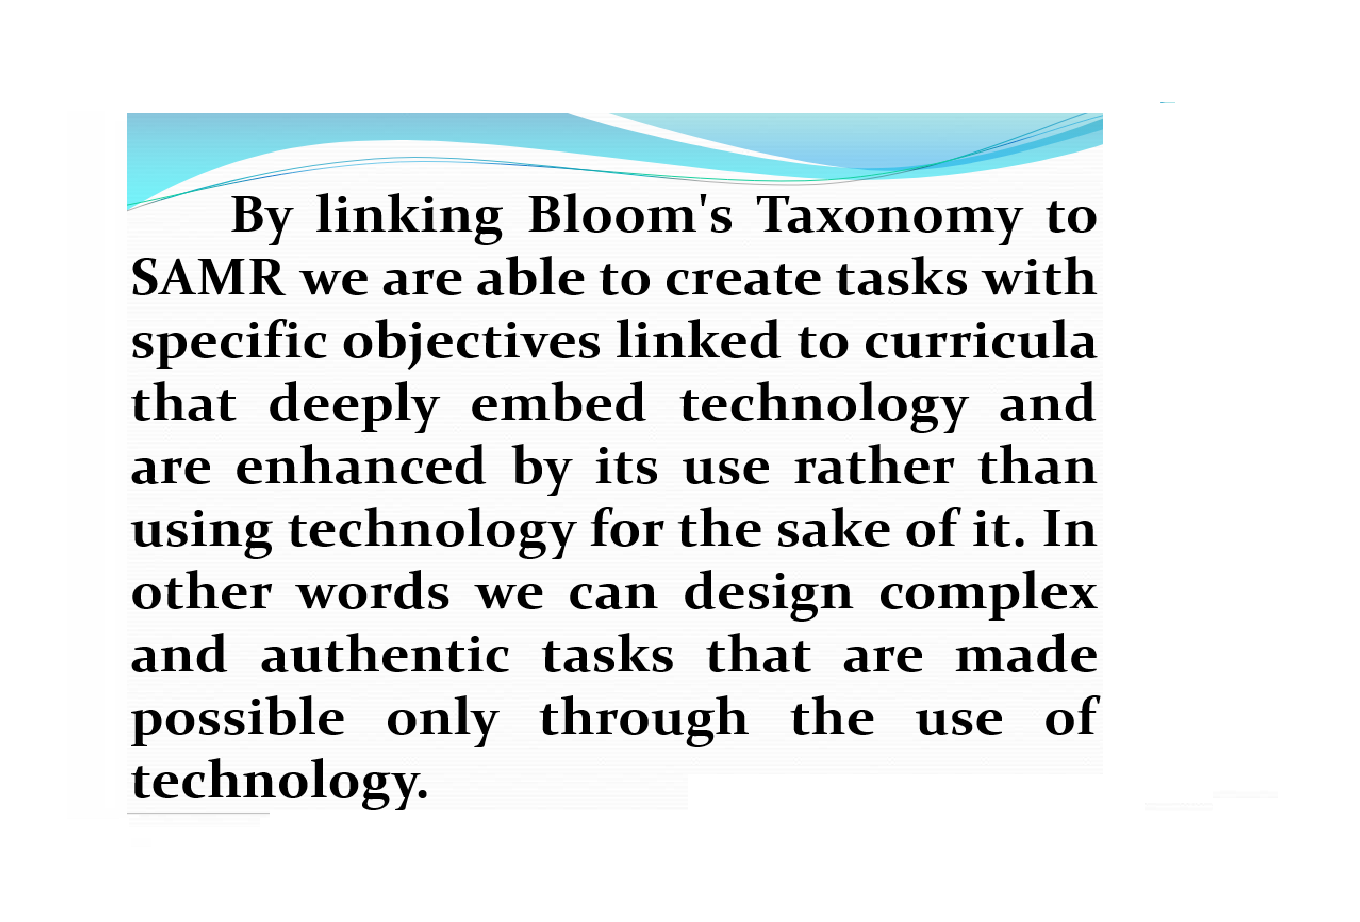 By linking Bloom's Taxonomy to
SAMR we are able to create tasks with
specific objectives linked to curricula
that deeply embed technology and
are enhanced by its use rather than
using technology for the sake of it. In
other words we can design complex
and authentic tasks that are made
possible only through the use of
technology.